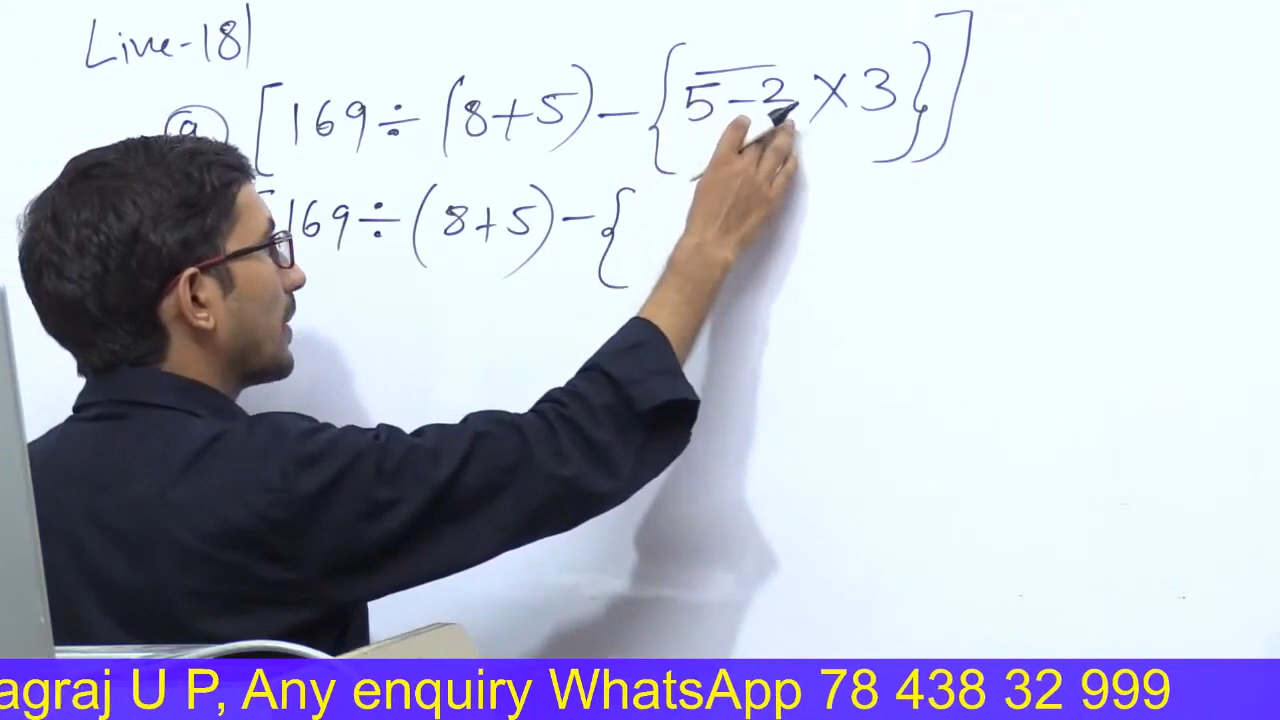 Live-181
a [169÷(8+5)-{5̅-̅2̅×3}]
[169÷(8+5)-{
agraj U P, Any enquiry WhatsApp 78 438 32 999